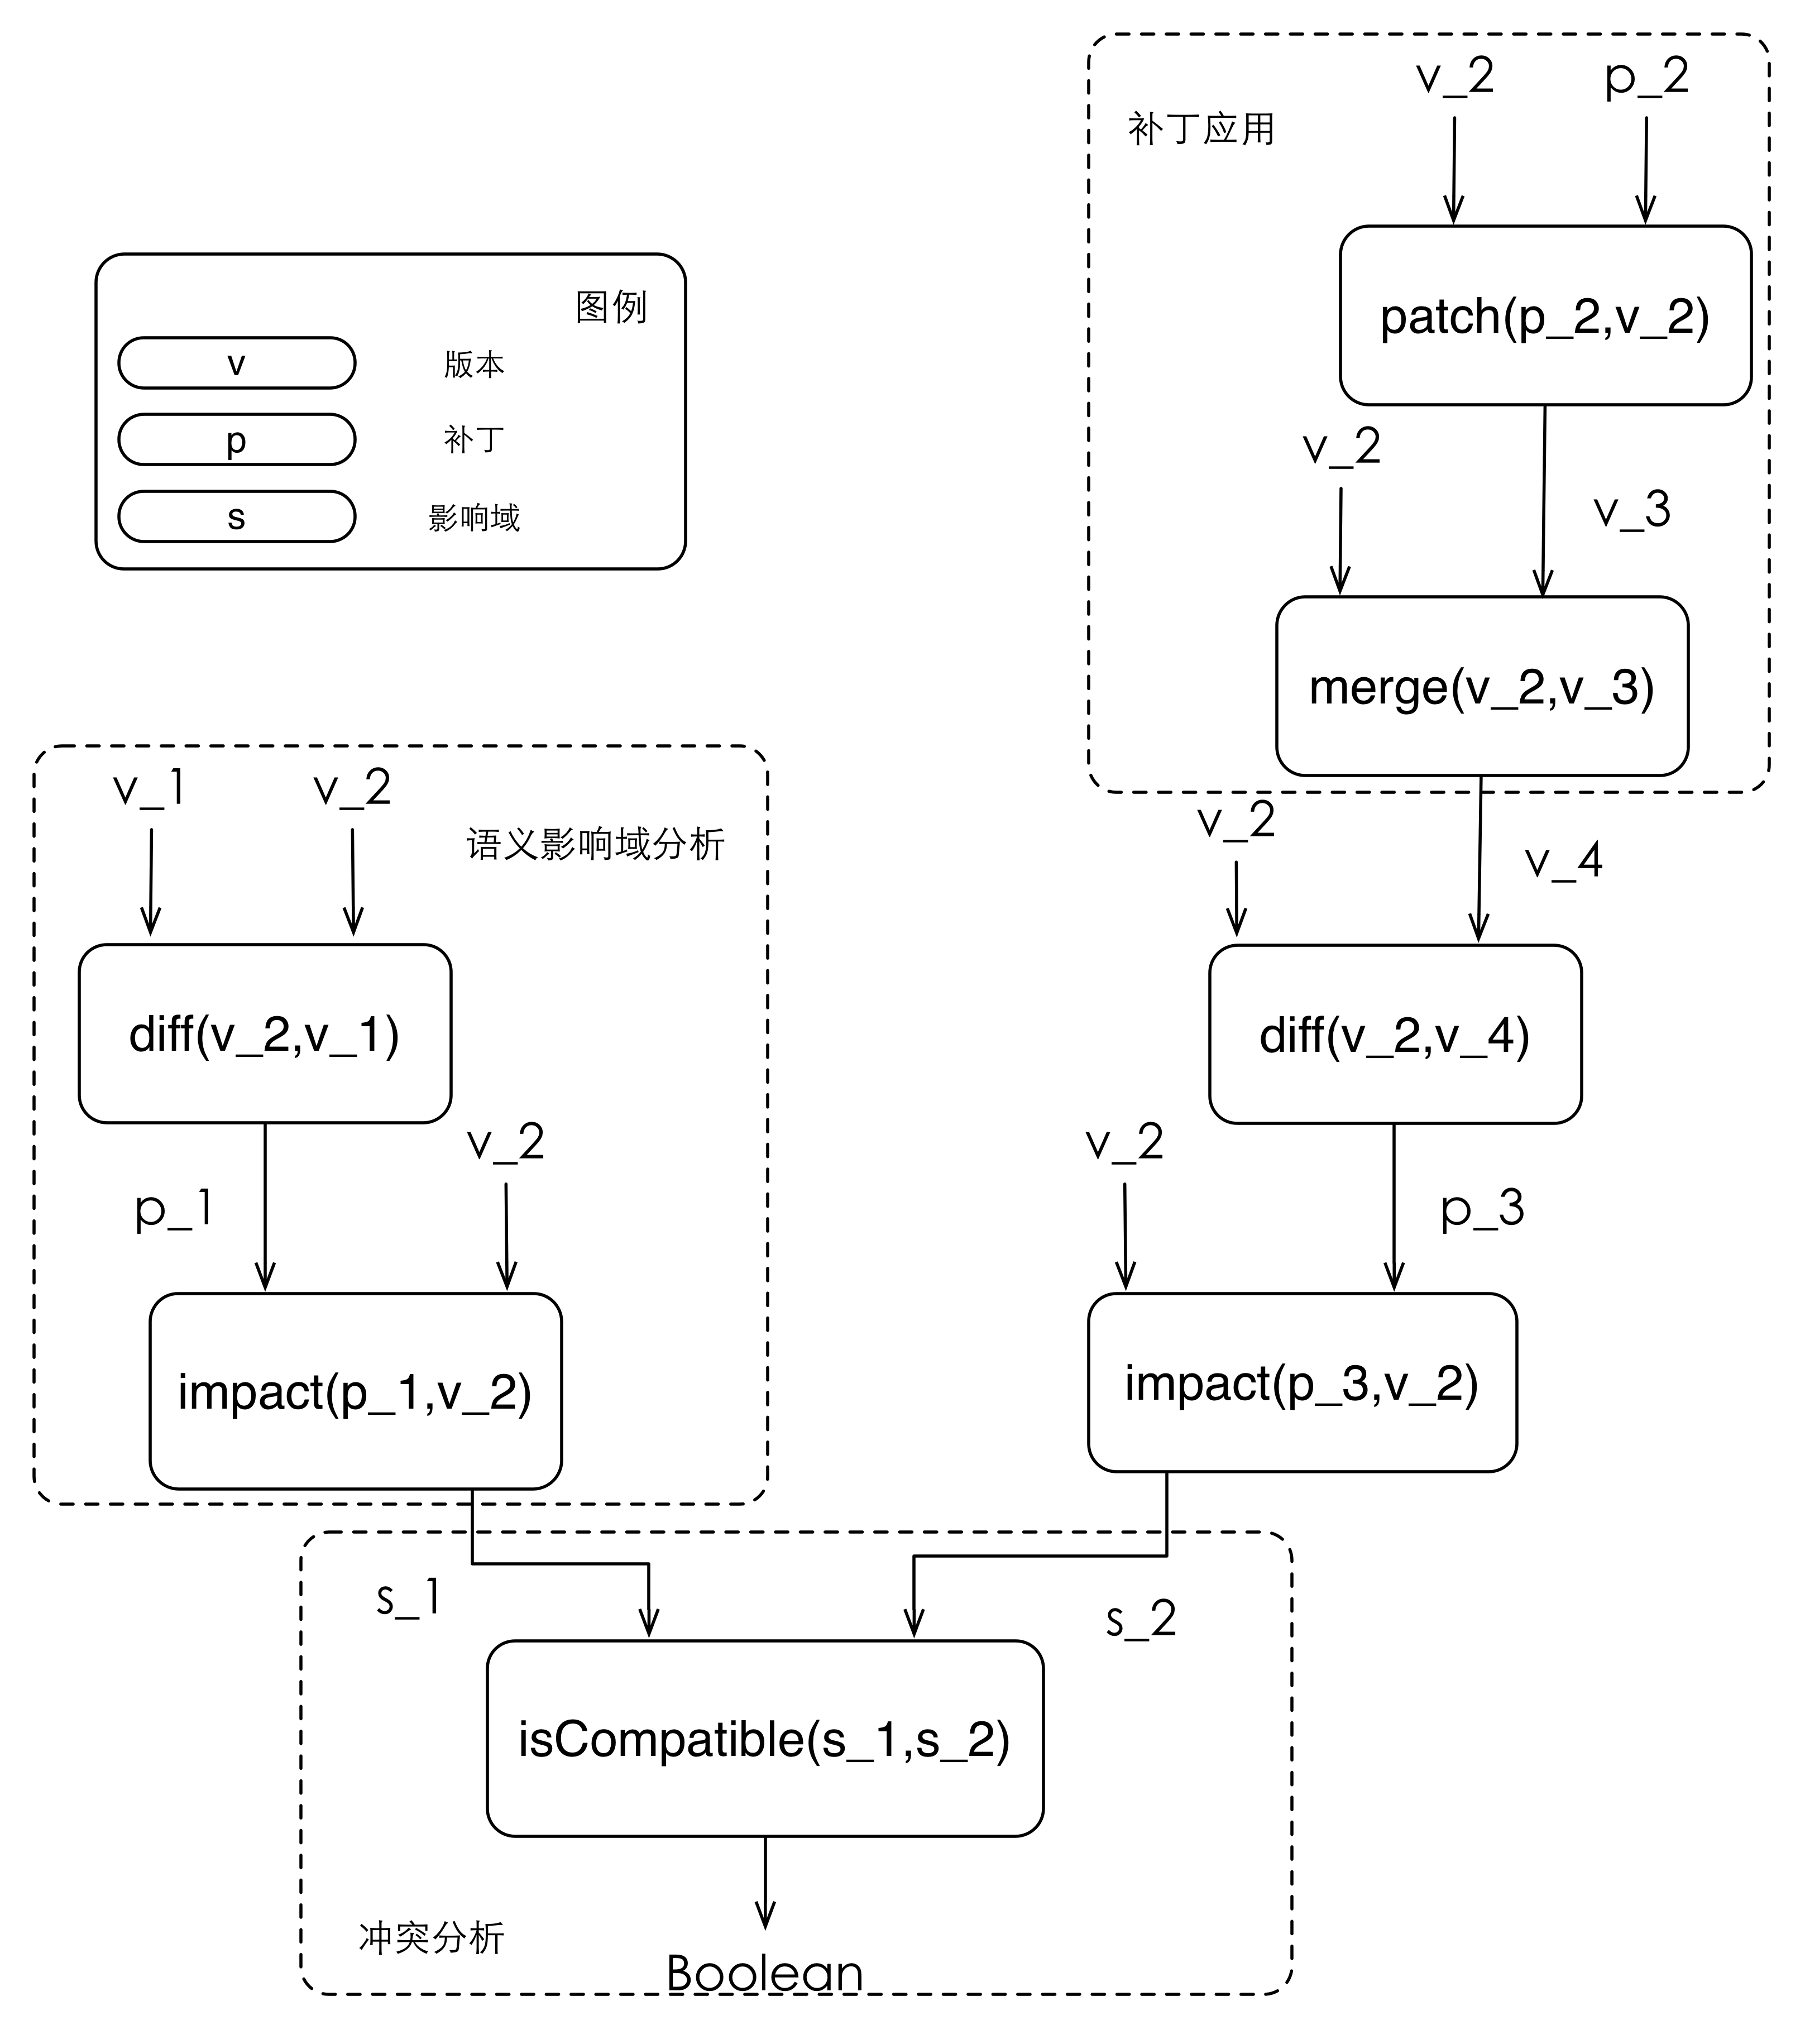 v_2 p_2
补丁应用
patch(p_2,v_2)
图例
v 版本
p 补丁
s 影响域
v_2
v_3
merge(v_2,v_3)
v_1 v_2
语义影响域分析
v_2
v_4
diff(v_2,v_1)
diff(v_2,v_4)
v_2
p_1
v_2
p_3
impact(p_1,v_2)
impact(p_3,v_2)
s_1
s_2
isCompatible(s_1,s_2)
冲突分析
Boolean